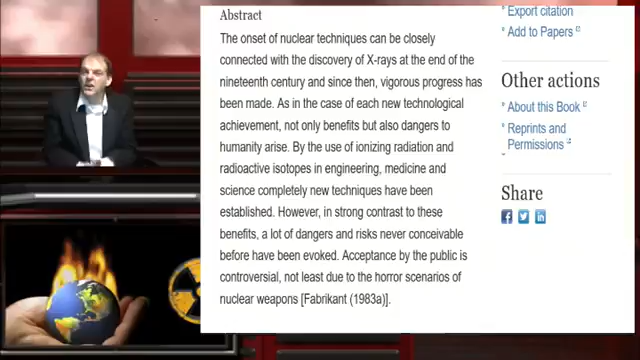 Abstract
The onset of nuclear techniques can be closely
connected with the discovery of X-rays at the end of the
nineteenth century and since then, vigorous progress has
been made. As in the case of each new technological
achievement, not only benefits but also dangers to
humanity arise. By the use of ionizing radiation and
radioactive isotopes in engineering, medicine and
science completely new techniques have been
established. However, in strong contrast to these
benefits, a lot of dangers and risks never conceivable
before have been evoked. Acceptance by the public is
controversial, not least due to the horror scenarios of
nuclear weapons [Fabrikant (1983a)].
Export citation
Add to Papers
Other actions
About this Book
Reprints and
Permissions
Share